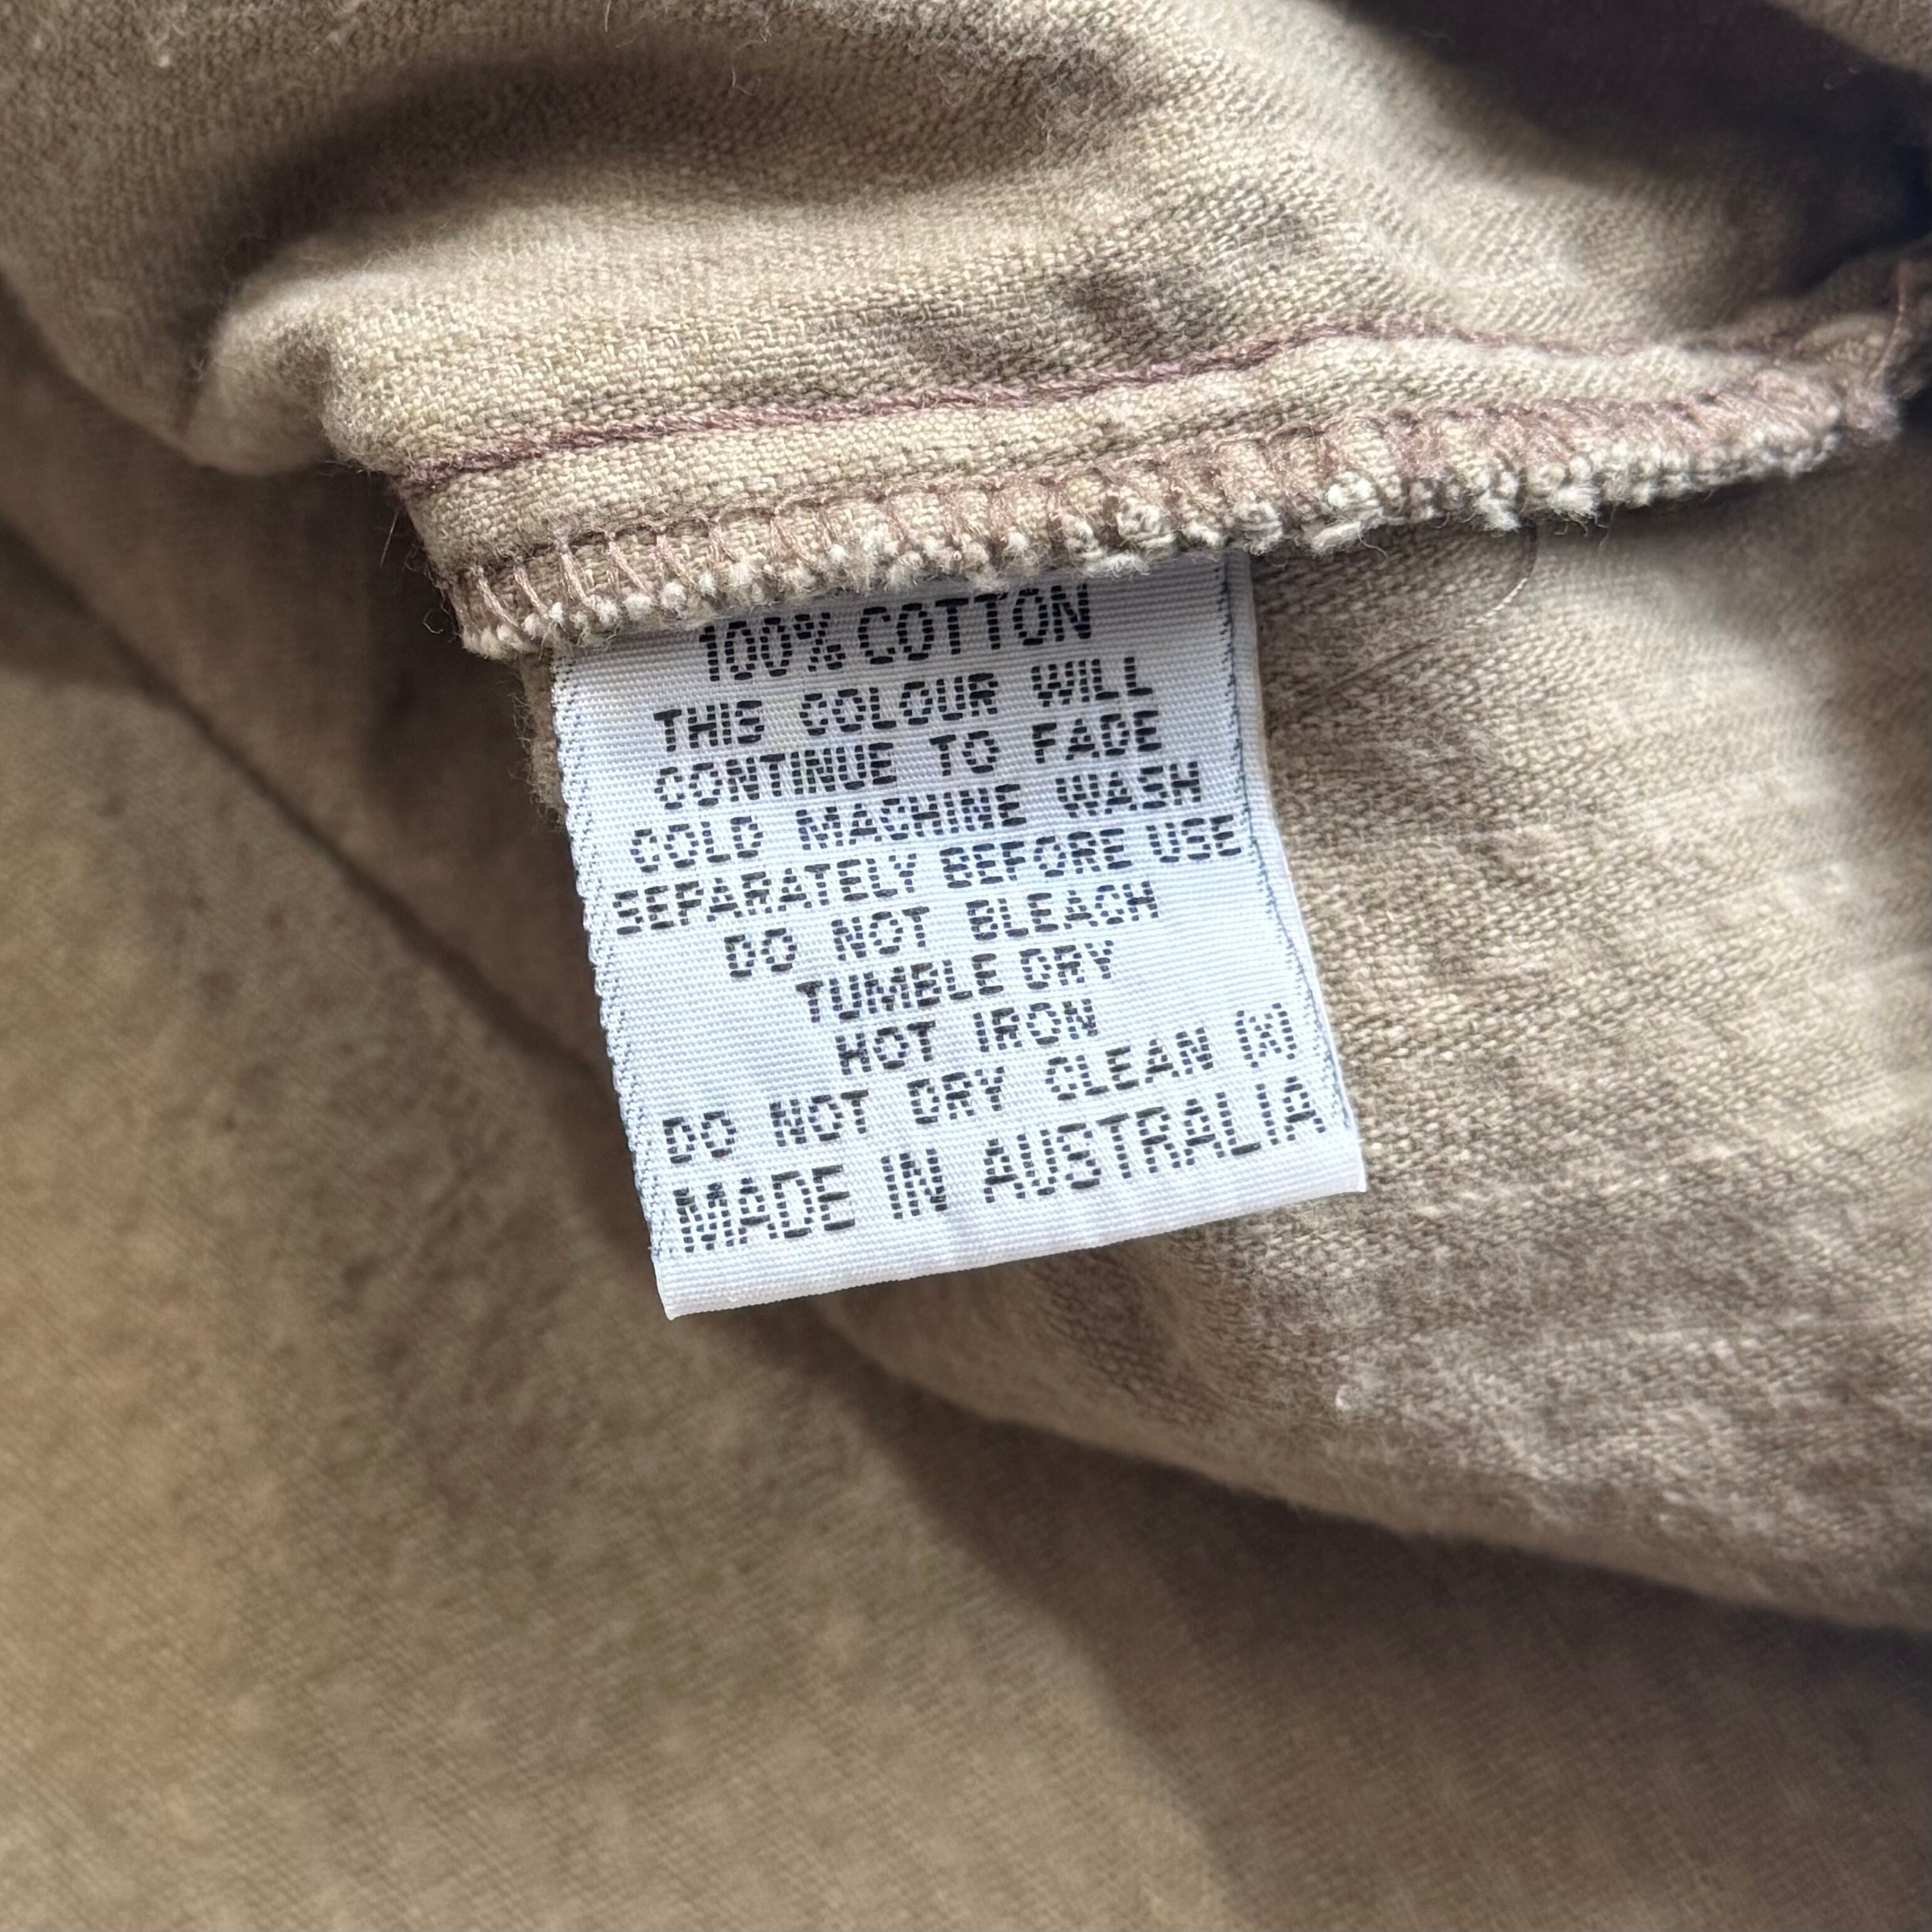 100% COTTON
THIS COLOUR WILL
CONTINUE TO FADE
COLD MACHINE WASH
SEPARATELY BEFORE USE
DO NOT BLEACH
TUMBLE DRY
HOT IRON
DO NOT DRY CLEAN (X)
MADE IN AUSTRALIA